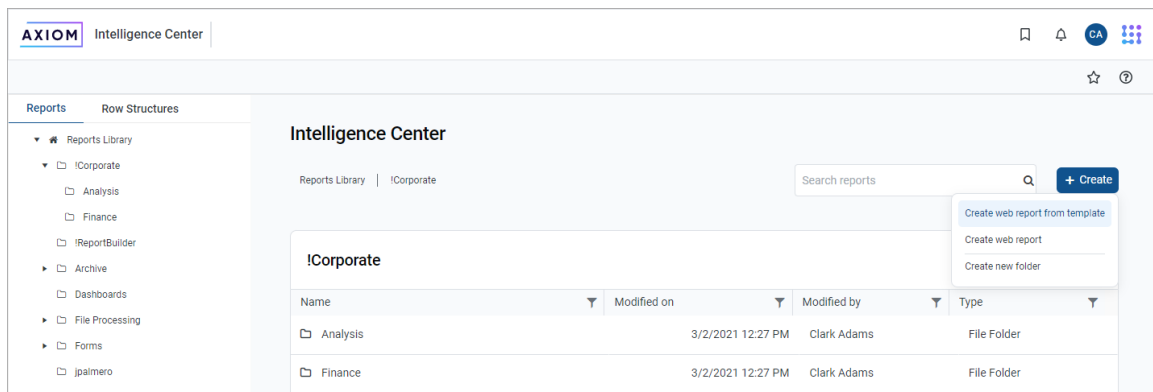 AXIOM Intelligence Center CA
Reports Row Structures
Reports Library
!Corporate
Analysis
Finance
!ReportBuilder
Archive
Dashboards
File Processing
Forms
jpalmero
Intelligence Center
Reports Library !Corporate
Search reports
+ Create
Create web report from template
Create web report
Create new folder
!Corporate
Name Modified on Modified by Type
Analysis 3/2/2021 12:27 PM Clark Adams File Folder
Finance 3/2/2021 12:27 PM Clark Adams File Folder